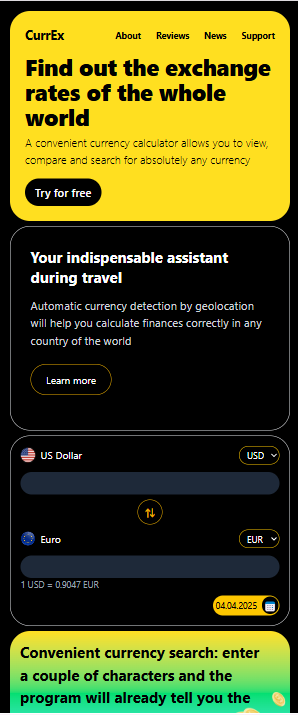 CurrEx
About Reviews News Support
Find out the exchange
rates of the whole
world
A convenient currency calculator allows you to view,
compare and search for absolutely any currency
Try for free
Your indispensable assistant
during travel
Automatic currency detection by geolocation
will help you calculate finances correctly in any
country of the world
Learn more
US Dollar USD
Euro EUR
1 USD = 0.9047 EUR
04.04.2025
Convenient currency search: enter
a couple of characters and the
program will already tell you the